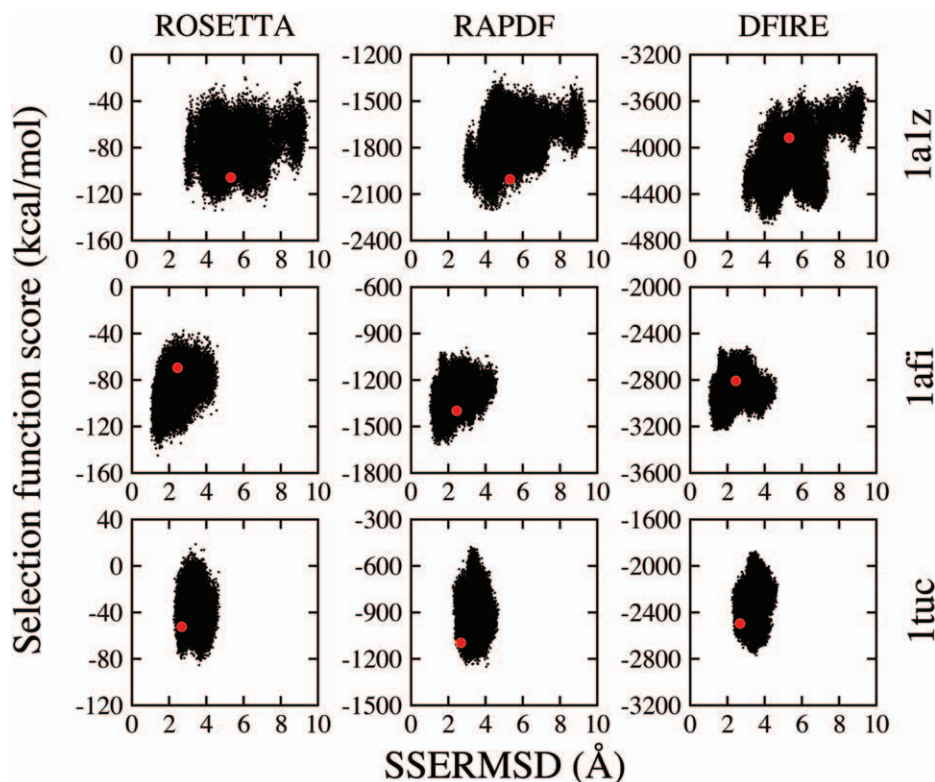 ROSETTA RAPDF DFIRE
Selection function score (kcal/mol)
0 -40 -80 -120 -160
0 2 4 6 8 10
-1200 -1500 -1800 -2100 -2400
0 2 4 6 8 10
-3200 -3600 -4000 -4400 -4800
0 2 4 6 8 10
1a1z
0 -40 -80 -120 -160
0 2 4 6 8 10
-600 -900 -1200 -1500 -1800
0 2 4 6 8 10
-2000 -2400 -2800 -3200 -3600
0 2 4 6 8 10
1afi
40 0 -40 -80 -120
0 2 4 6 8 10
-300 -600 -900 -1200 -1500
0 2 4 6 8 10
-1600 -2000 -2400 -2800 -3200
0 2 4 6 8 10
1tuc
SSERMSD (Å)